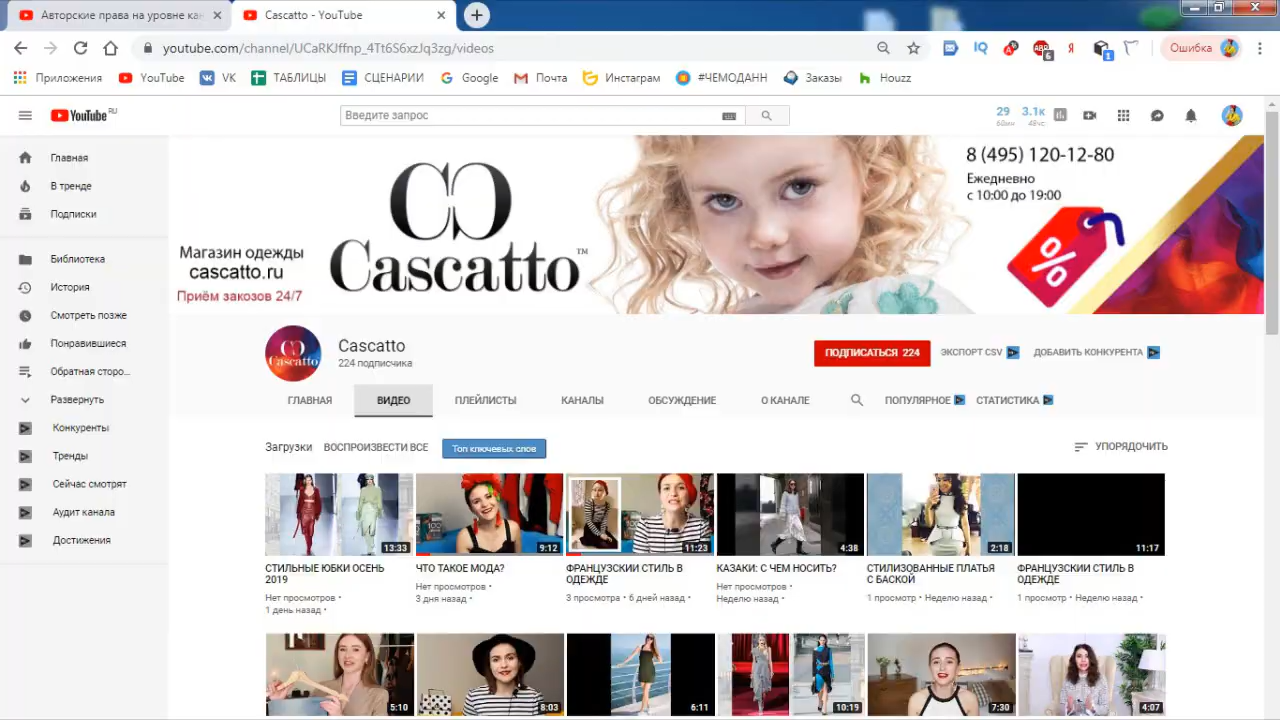 Авторские права на уровне кан
Cascatto - YouTube
youtube.com/channel/UCaRKJffnp_4Tt6S6xzJq3zg/videos
Ошибка
Приложения
YouTube
VK
ТАБЛИЦЫ
СЦЕНАРИИ
Google
Почта
Инстаграм
#ЧЕМОДАНН
Заказы
Houzz
YouTube RU
Введите запрос
29
60мин
3.1к
48чс
Главная
В тренде
Подписки
Библиотека
История
Смотреть позже
Понравившиеся
Обратная сторо...
Развернуть
Конкуренты
Тренды
Сейчас смотрят
Аудит канала
Достижения
Магазин одежды
cascatto.ru
Приём закозов 24/7
Cascatto™
8 (495) 120-12-80
Ежедневно
с 10:00 до 19:00
%
Cascatto
Cascatto
224 подписчика
ПОДПИСАТЬСЯ 224
ЭКСПОРТ CSV
ДОБАВИТЬ КОНКУРЕНТА
ГЛАВНАЯ
ВИДЕО
ПЛЕЙЛИСТЫ
КАНАЛЫ
ОБСУЖДЕНИЕ
О КАНАЛЕ
ПОПУЛЯРНОЕ
СТАТИСТИКА
Загрузки
ВОСПРОИЗВЕСТИ ВСЕ
Топ ключевых слов
УПОРЯДОЧИТЬ
13:33
9:12
11:23
4:38
2:18
11:17
СТИЛЬНЫЕ ЮБКИ ОСЕНЬ
2019
Нет просмотров •
1 день назад •
ЧТО ТАКОЕ МОДА?
Нет просмотров •
3 дня назад •
ФРАНЦУЗСКИЙ СТИЛЬ В
ОДЕЖДЕ
3 просмотра • 6 дней назад •
КАЗАКИ: С ЧЕМ НОСИТЬ?
Нет просмотров •
Неделю назад •
СТИЛИЗОВАННЫЕ ПЛАТЬЯ
С БАСКОЙ
1 просмотр • Неделю назад •
ФРАНЦУЗСКИЙ СТИЛЬ В
ОДЕЖДЕ
1 просмотр • Неделю назад •
5:10
8:03
6:11
10:19
7:30
4:07